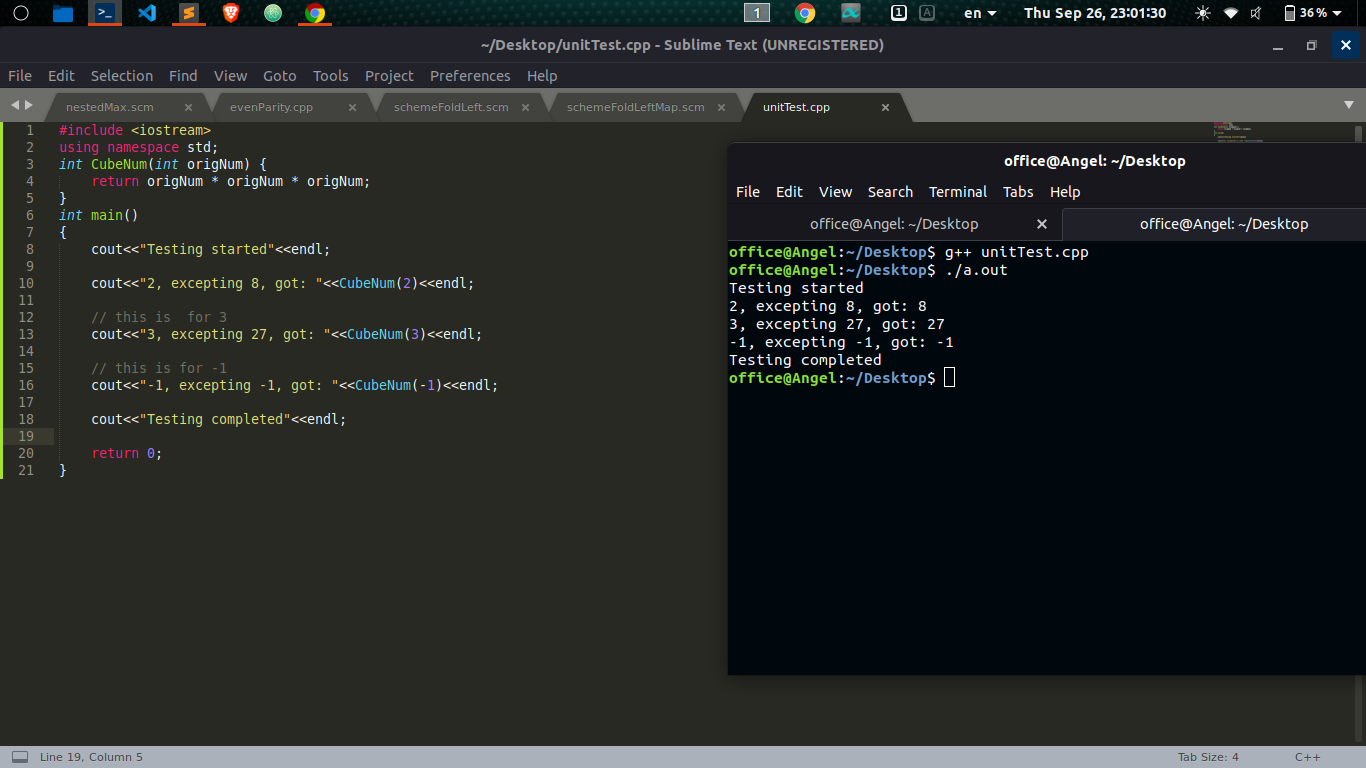 1
1
A
en
Thu Sep 26, 23:01:30
36 %
~/Desktop/unitTest.cpp - Sublime Text (UNREGISTERED)
File Edit Selection Find View Goto Tools Project Preferences Help
nestedMax.scm
evenParity.cpp
schemeFoldLeft.scm
schemeFoldLeftMap.scm
unitTest.cpp
1 #include <iostream>
2 using namespace std;
3 int CubeNum(int origNum) {
4 return origNum * origNum * origNum;
5 }
6 int main()
7 {
8 cout<<"Testing started"<<endl;
9
10 cout<<"2, excepting 8, got: "<<CubeNum(2)<<endl;
11
12 // this is  for 3
13 cout<<"3, excepting 27, got: "<<CubeNum(3)<<endl;
14
15 // this is for -1
16 cout<<"-1, excepting -1, got: "<<CubeNum(-1)<<endl;
17
18 cout<<"Testing completed"<<endl;
19
20 return 0;
21 }
office@Angel: ~/Desktop
File Edit View Search Terminal Tabs Help
office@Angel: ~/Desktop
office@Angel: ~/Desktop
office@Angel:~/Desktop$ g++ unitTest.cpp
office@Angel:~/Desktop$ ./a.out
Testing started
2, excepting 8, got: 8
3, excepting 27, got: 27
-1, excepting -1, got: -1
Testing completed
office@Angel:~/Desktop$
Line 19, Column 5
Tab Size: 4
C++